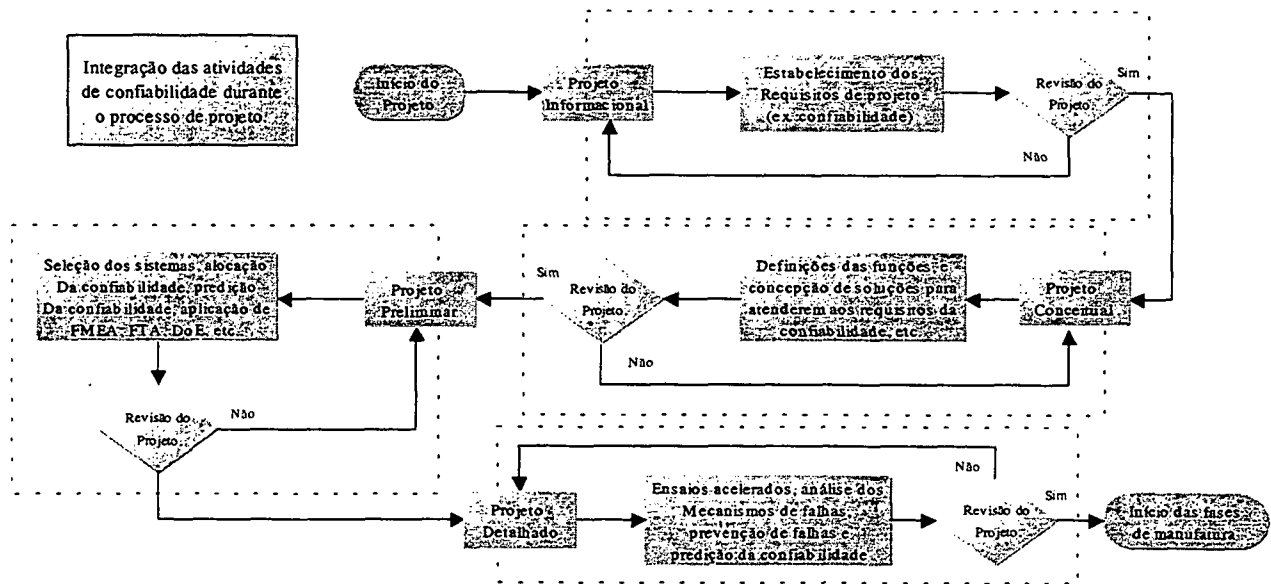 Integração das atividades
de confiabilidade durante
o processo de projeto
Início do
Projeto
Projeto
Informacional
Estabelecimento dos
Requisitos de projeto
(ex confiabilidade)
Revisão do
Projeto
Sim
Não
Projeto
Conceitual
Definições das funções, e
concepção de soluções para
atenderem aos requisitos da
confiabilidade, etc
Revisão do
Projeto
Sim
Não
Projeto
Preliminar
Seleção dos sistemas, alocação
Da confiabilidade, predição
Da confiabilidade, aplicação de
FMEA, FTA, DoE, etc
Revisão do
Projeto
Não
Projeto
Detalhado
Ensaios acelerados, análise dos
Mecanismos de falhas,
prevenção de falhas e
predição da confiabilidade
Revisão do
Projeto
Não
Sim
Início das fases
de manufatura